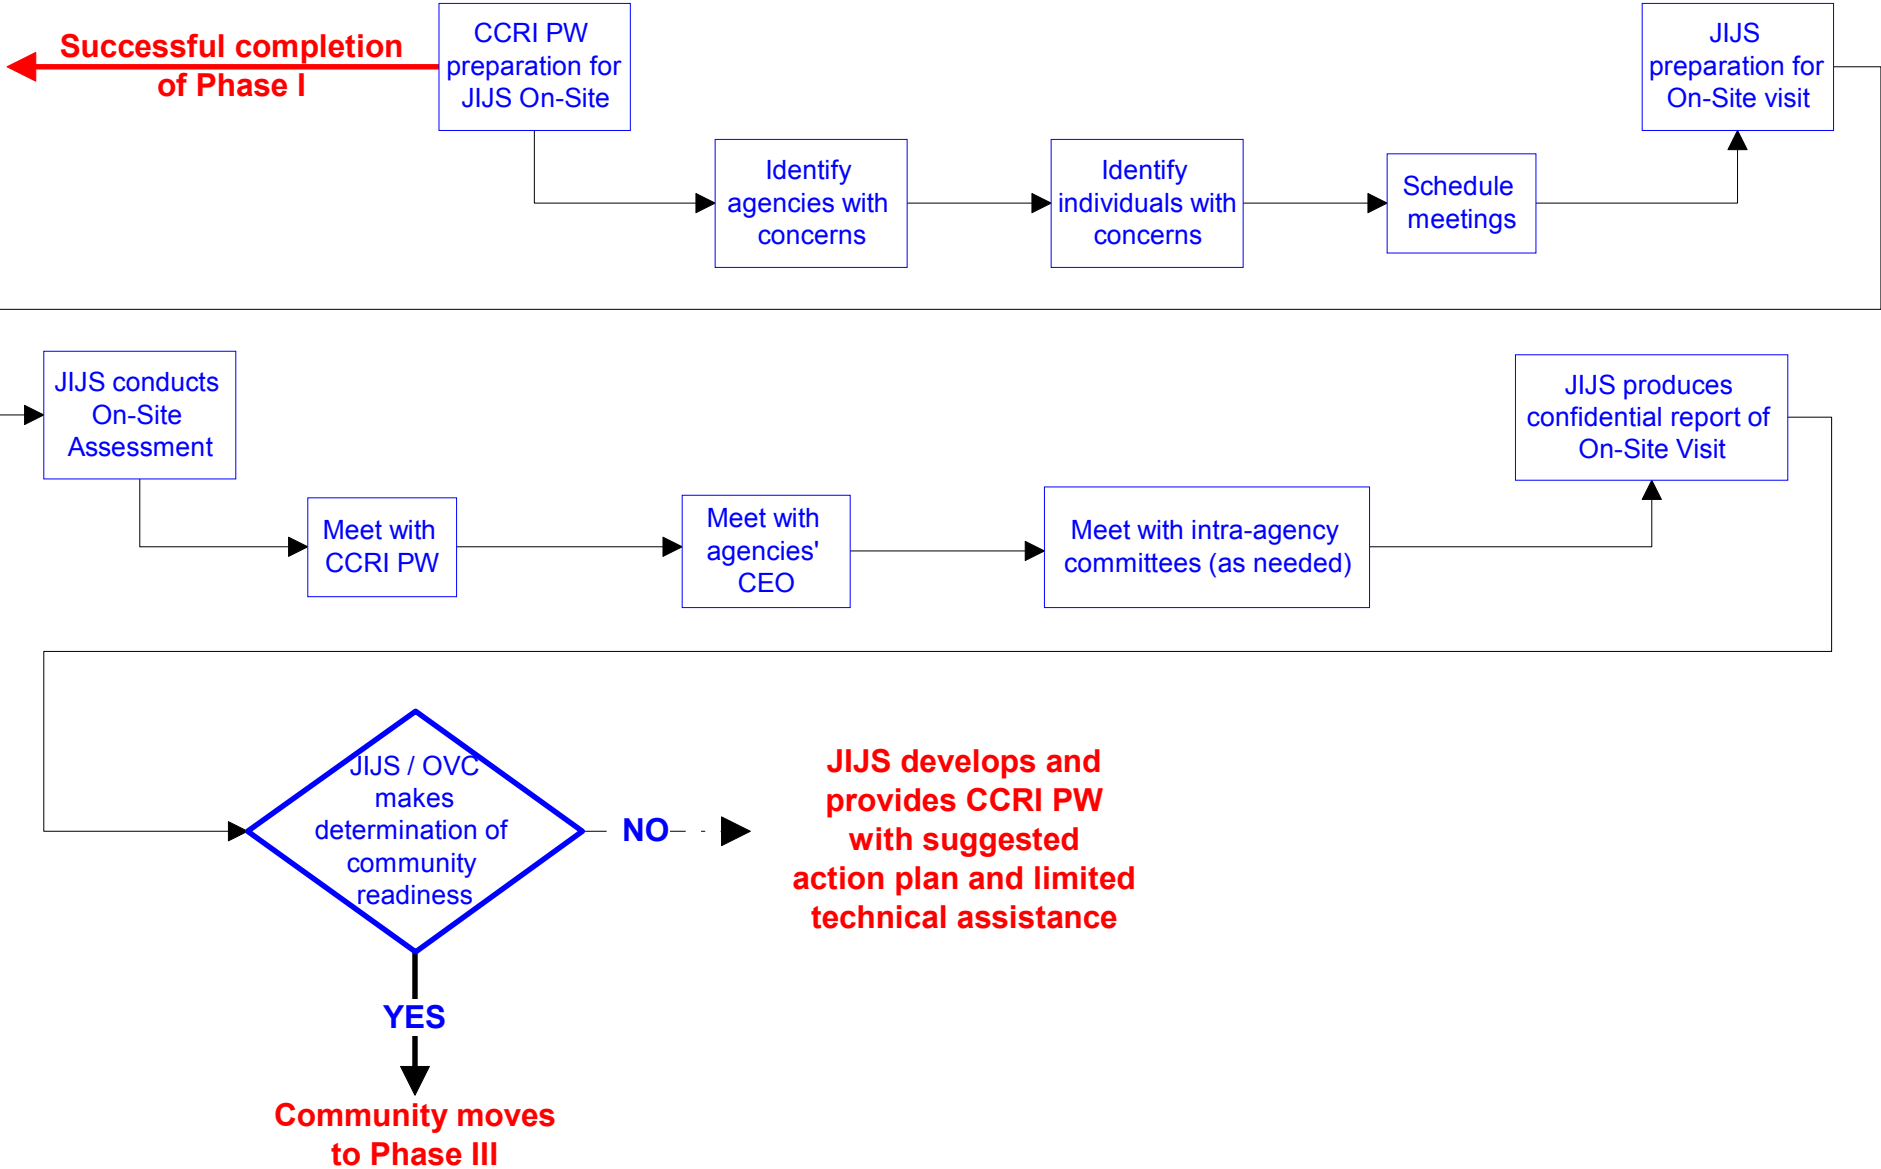 Successful completion
of Phase I
CCRI PW
preparation for
JIJS On-Site
Identify
agencies with
concerns
Identify
individuals with
concerns
Schedule
meetings
JIJS
preparation for
On-Site visit
JIJS conducts
On-Site
Assessment
Meet with
CCRI PW
Meet with
agencies'
CEO
Meet with intra-agency
committees (as needed)
JIJS produces
confidential report of
On-Site Visit
JIJS / OVC
makes
determination of
community
readiness
NO
JIJS develops and
provides CCRI PW
with suggested
action plan and limited
technical assistance
YES
Community moves
to Phase III